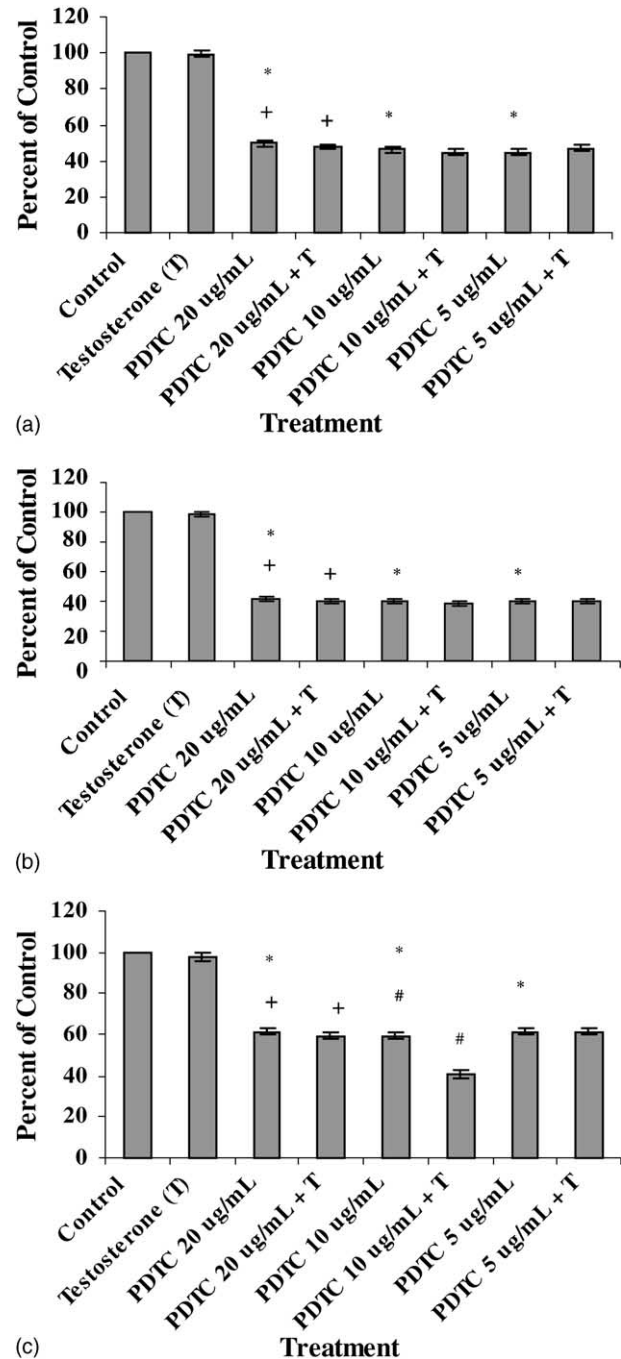 120
100
80
60
40
20
0
Percent of Control
*
+
+
*
*
Control
Testosterone (T)
PDTC 20 ug/mL
PDTC 20 ug/mL + T
PDTC 10 ug/mL
PDTC 10 ug/mL + T
PDTC 5 ug/mL
PDTC 5 ug/mL + T
(a)
Treatment
120
100
80
60
40
20
0
Percent of Control
*
+
+
*
*
Control
Testosterone (T)
PDTC 20 ug/mL
PDTC 20 ug/mL + T
PDTC 10 ug/mL
PDTC 10 ug/mL + T
PDTC 5 ug/mL
PDTC 5 ug/mL + T
(b)
Treatment
120
100
80
60
40
20
0
Percent of Control
*
+
+
*
#
#
*
Control
Testosterone (T)
PDTC 20 ug/mL
PDTC 20 ug/mL + T
PDTC 10 ug/mL
PDTC 10 ug/mL + T
PDTC 5 ug/mL
PDTC 5 ug/mL + T
(c)
Treatment